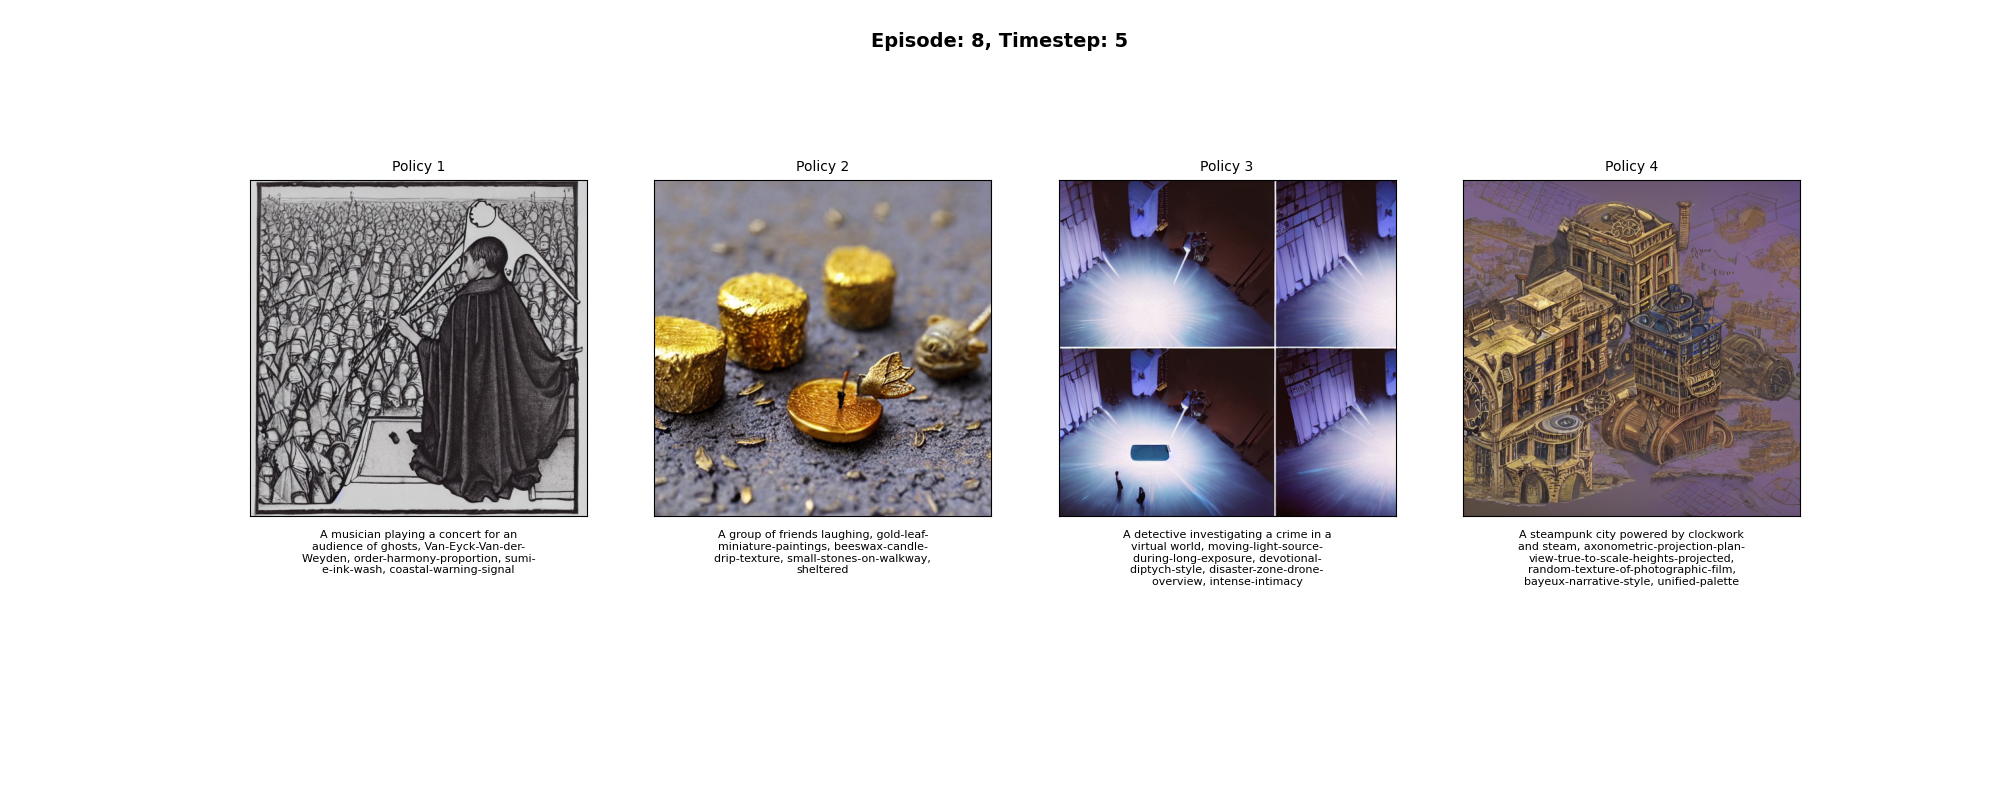 Episode: 8, Timestep: 5
Policy 1
A musician playing a concert for an
audience of ghosts, Van-Eyck-Van-der-
Weyden, order-harmony-proportion, sumi-
e-ink-wash, coastal-warning-signal
Policy 2
A group of friends laughing, gold-leaf-
miniature-paintings, beeswax-candle-
drip-texture, small-stones-on-walkway,
sheltered
Policy 3
A detective investigating a crime in a
virtual world, moving-light-source-
during-long-exposure, devotional-
diptych-style, disaster-zone-drone-
overview, intense-intimacy
Policy 4
A steampunk city powered by clockwork
and steam, axonometric-projection-plan-
view-true-to-scale-heights-projected,
random-texture-of-photographic-film,
bayeux-narrative-style, unified-palette